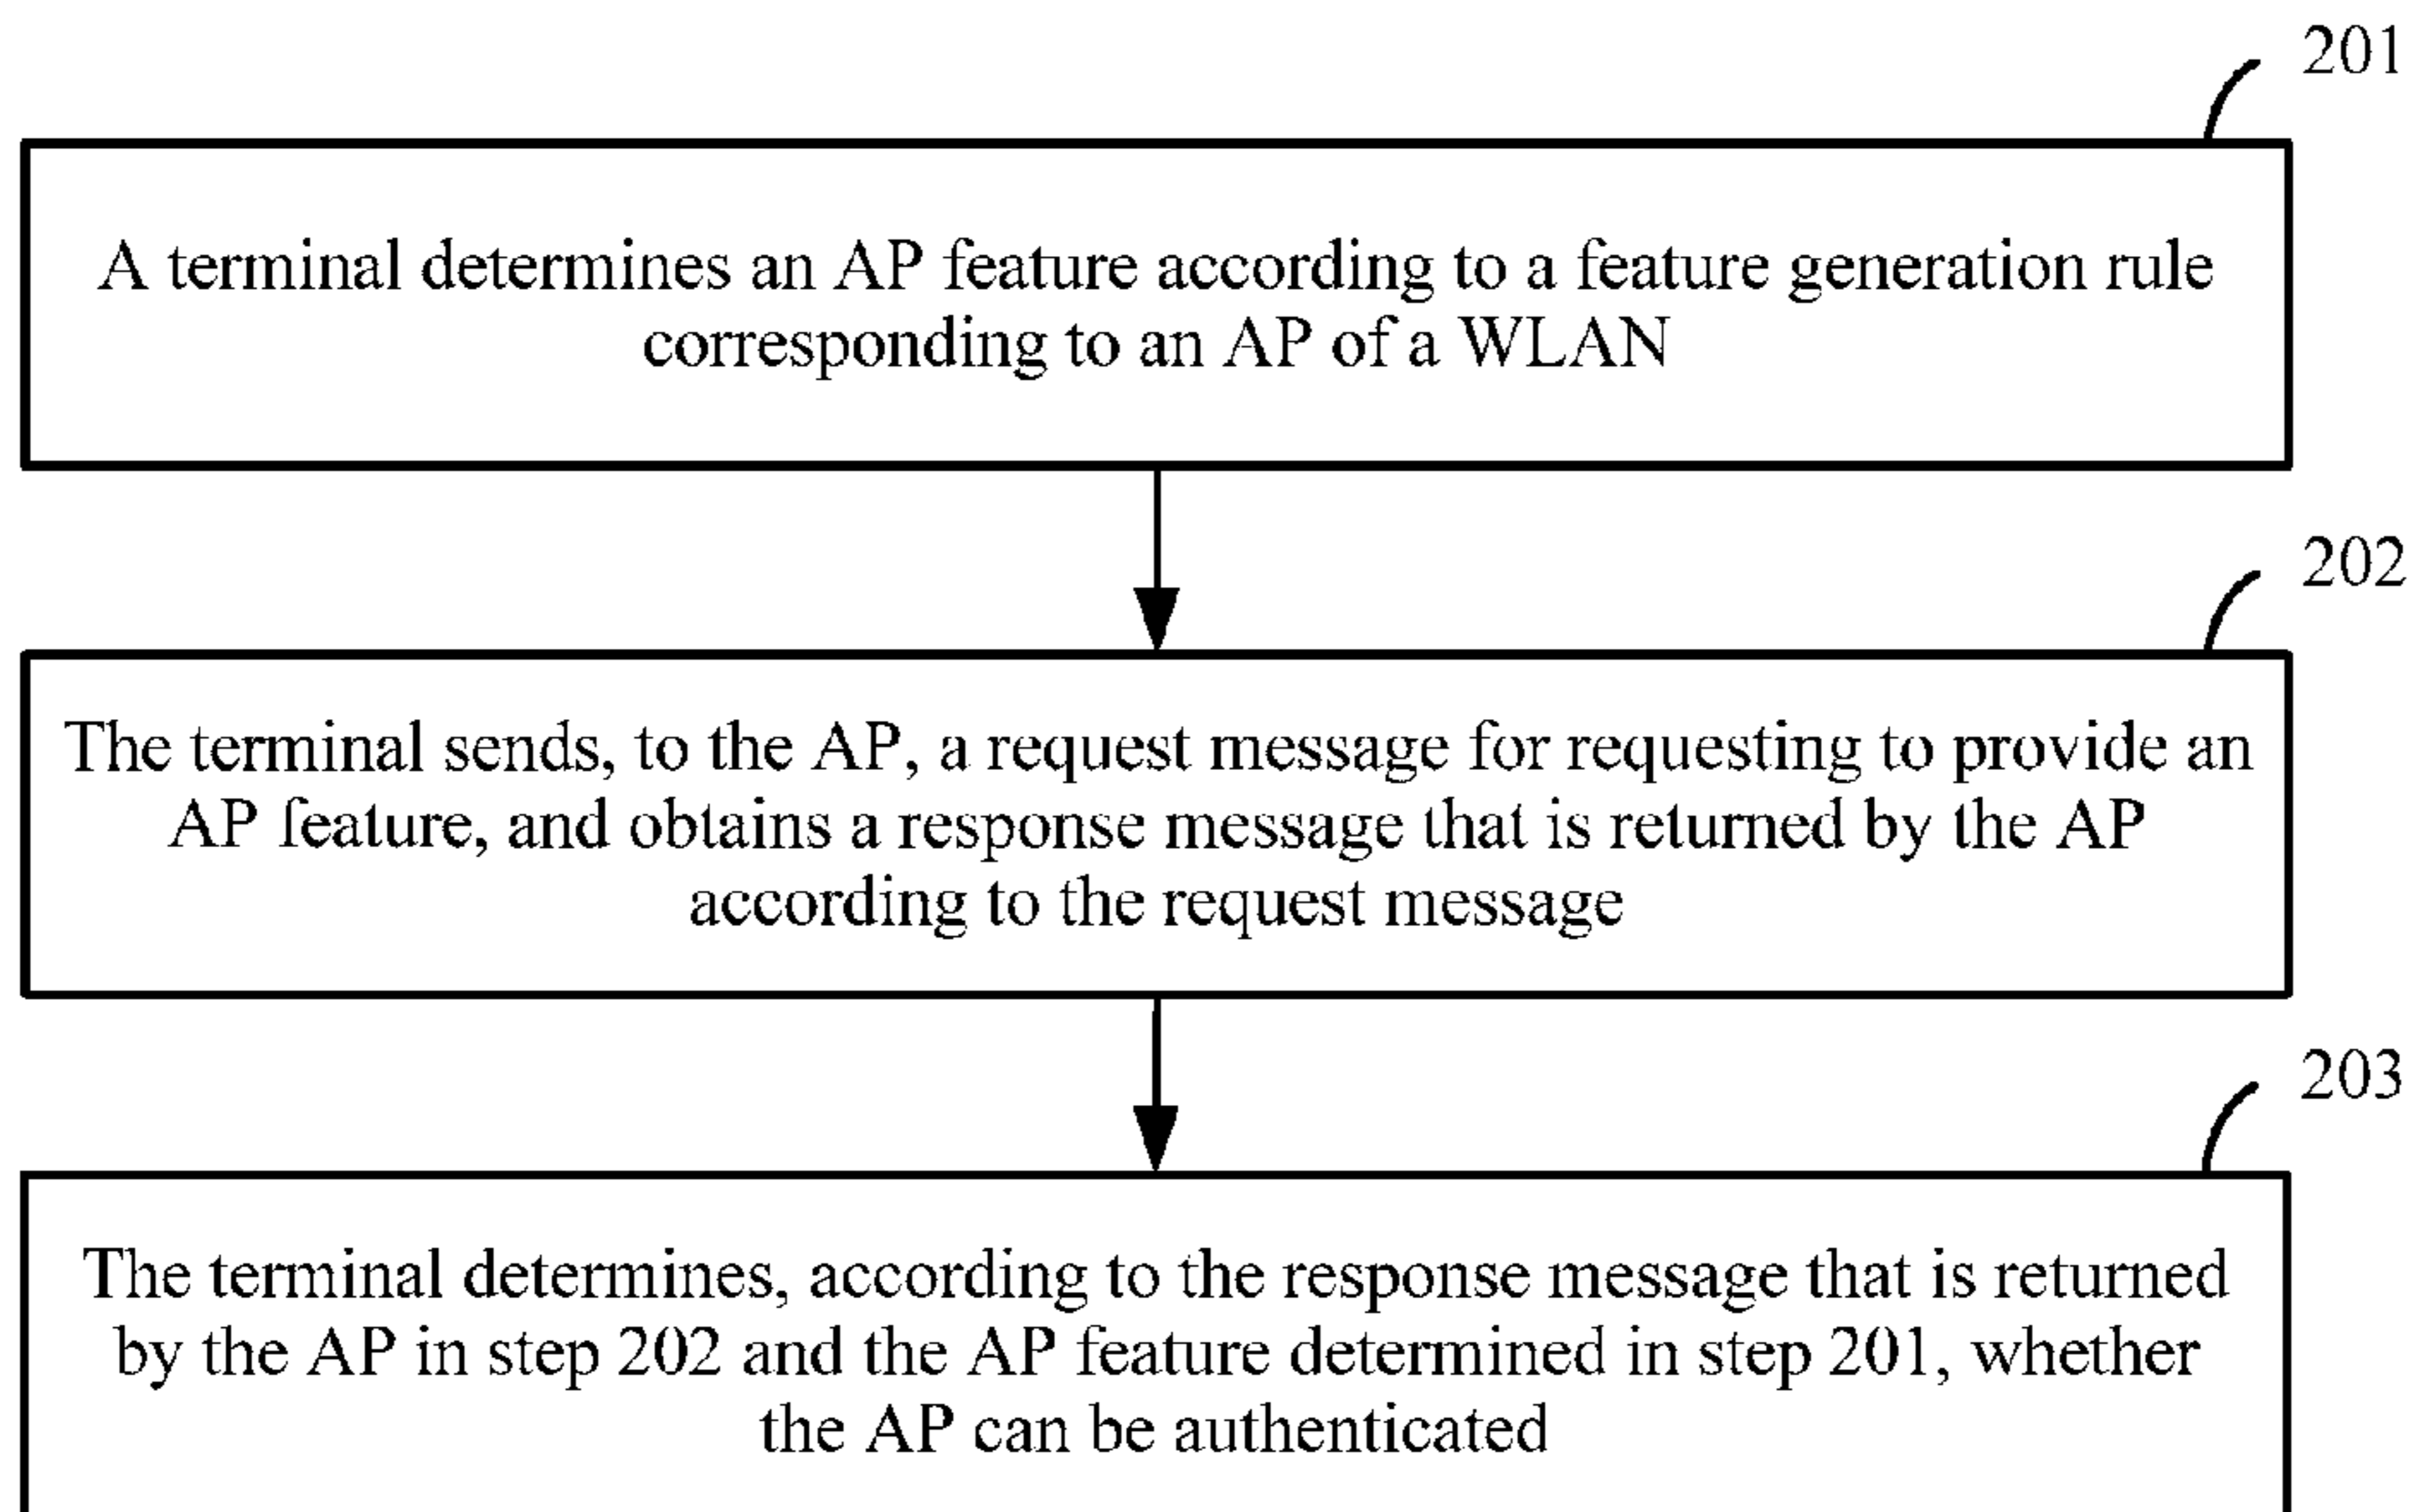 201
A terminal determines an AP feature according to a feature generation rule
corresponding to an AP of a WLAN
202
The terminal sends, to the AP, a request message for requesting to provide an
AP feature, and obtains a response message that is returned by the AP
according to the request message
203
The terminal determines, according to the response message that is returned
by the AP in step 202 and the AP feature determined in step 201, whether
the AP can be authenticated